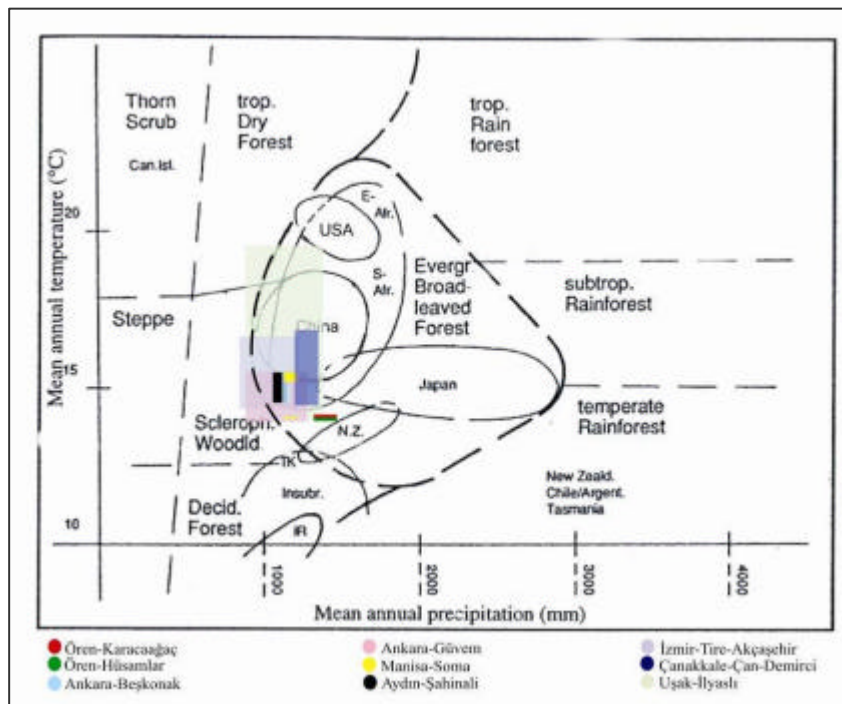 Mean annual temperature (°C)
20
15
10
Thorn
Scrub
Can.Isl.
trop.
Dry
Forest
trop.
Rain
forest
E-
Afr.
USA
S-
Afr.
Evergr.
Broad-
leaved
Forest
subtrop.
Rainforest
Steppe
China
Japan
temperate
Rainforest
Scleroph.
Woodld.
N.Z.
TK
Insubr.
Decid.
Forest
IR
New Zeald.
Chile/Argent.
Tasmania
1000
2000
3000
4000
Mean annual precipitation (mm)
Ören-Karacaağaç
Ören-Hüsamlar
Ankara-Beşkonak
Ankara-Güvem
Manisa-Soma
Aydın-Şahinali
İzmir-Tire-Akçaşehir
Çanakkale-Çan-Demirci
Uşak-İlyaslı